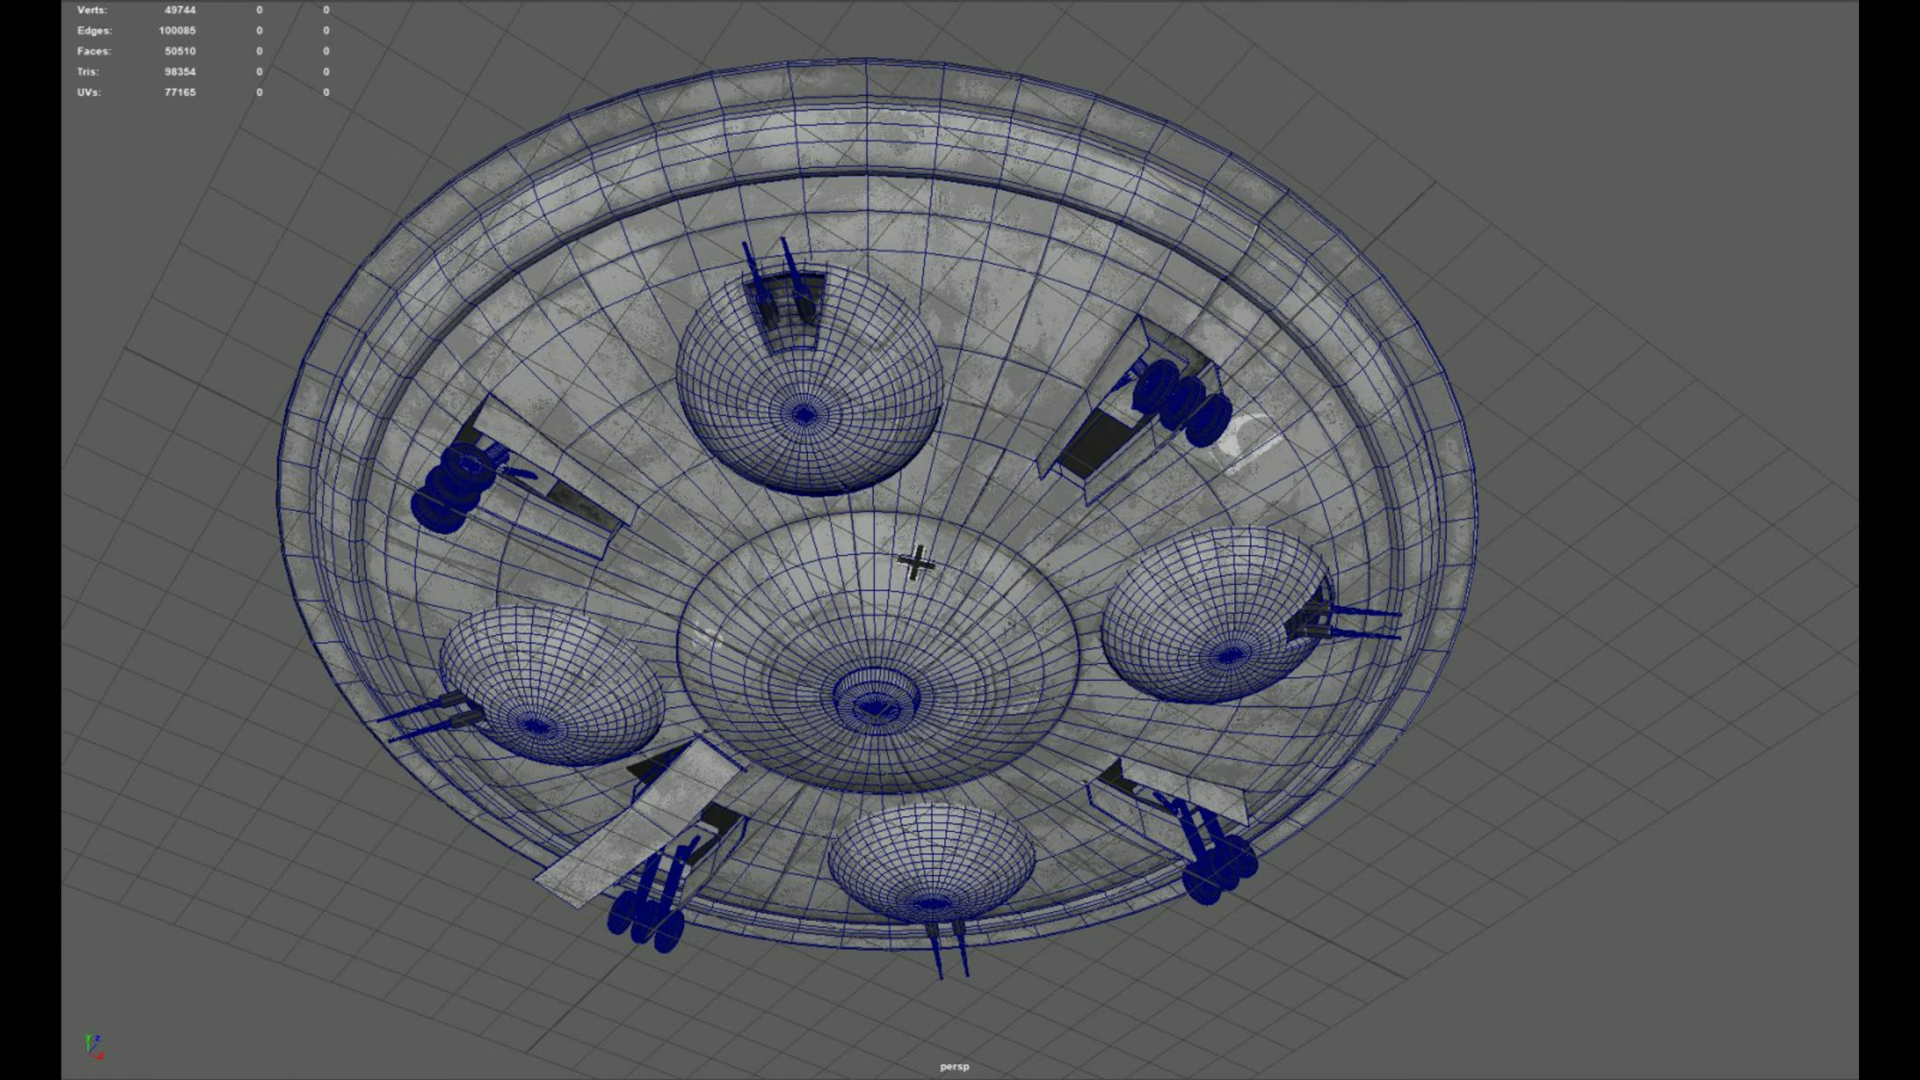 Verts: 49744 0 0
Edges: 100085 0 0
Faces: 50510 0 0
Tris: 98354 0 0
UVs: 77165 0 0
persp